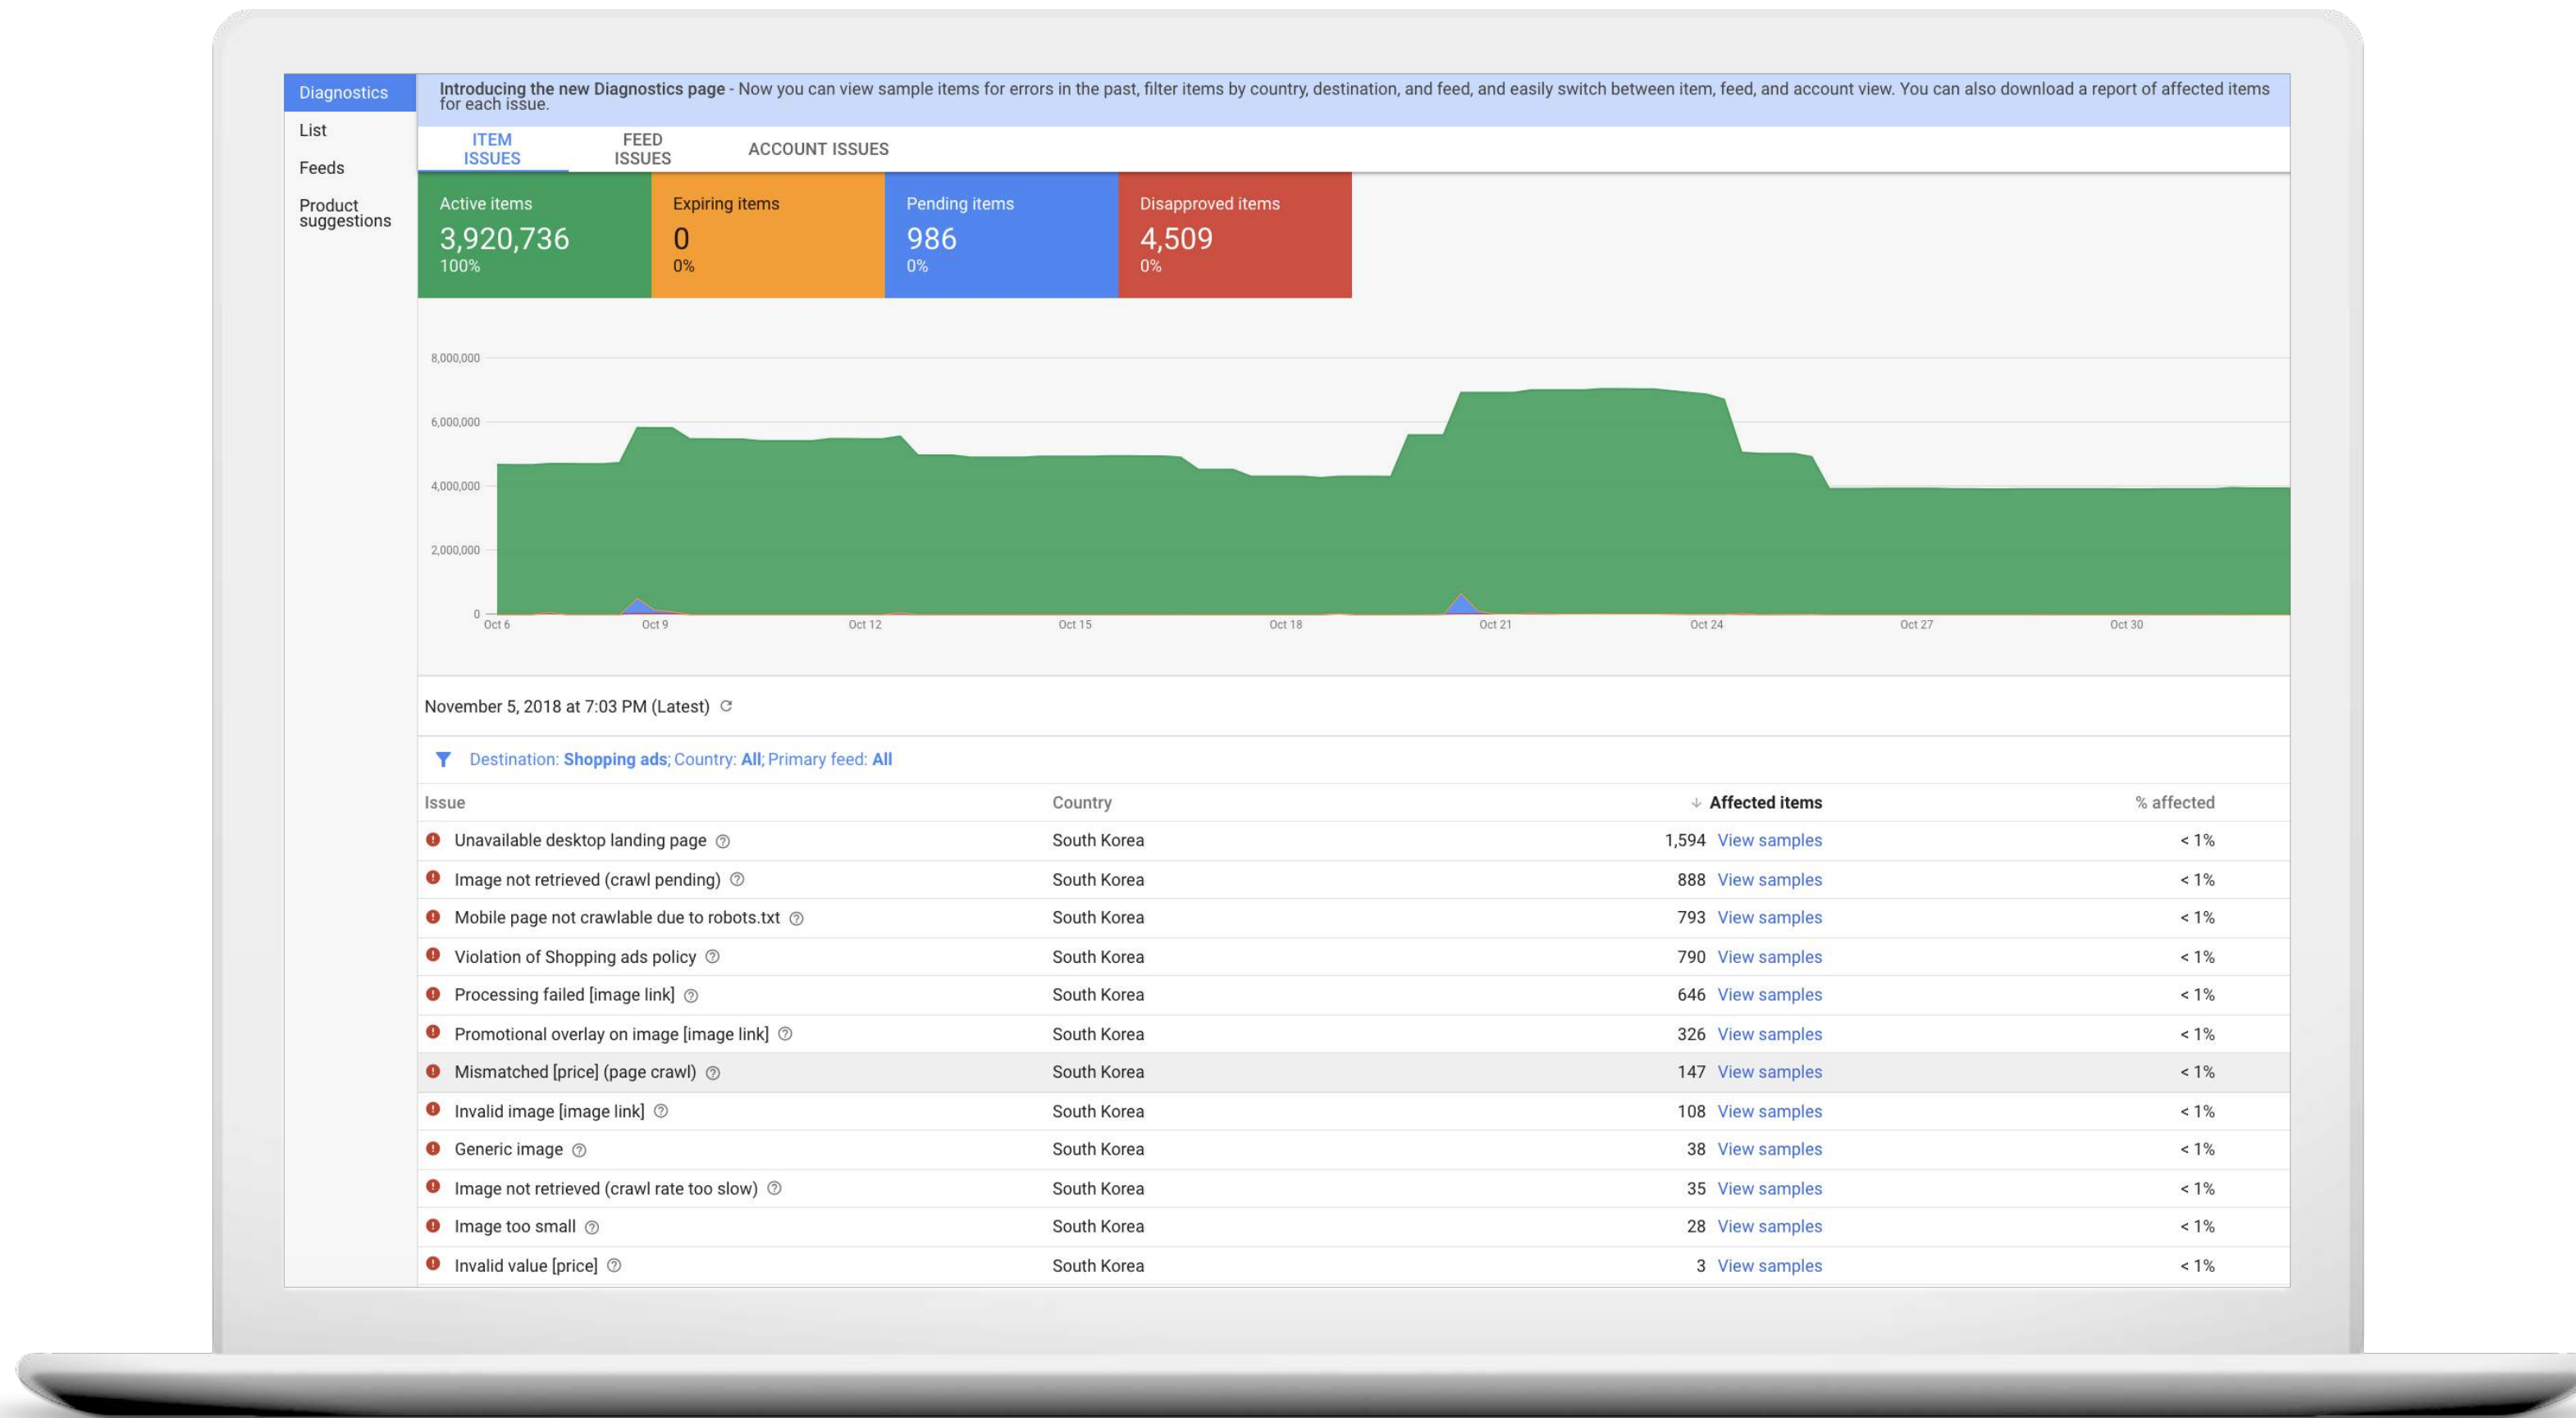 Diagnostics
List
Feeds
Product
suggestions
Introducing the new Diagnostics page - Now you can view sample items for errors in the past, filter items by country, destination, and feed, and easily switch between item, feed, and account view. You can also download a report of affected items
for each issue.
ITEM
ISSUES
FEED
ISSUES
ACCOUNT ISSUES
Active items
3,920,736
100%
Expiring items
0
0%
Pending items
986
0%
Disapproved items
4,509
0%
8,000,000
6,000,000
4,000,000
2,000,000
0
Oct 6 Oct 9 Oct 12 Oct 15 Oct 18 Oct 21 Oct 24 Oct 27 Oct 30
November 5, 2018 at 7:03 PM (Latest)
Destination: Shopping ads; Country: All; Primary feed: All
Issue Country Affected items % affected
Unavailable desktop landing page South Korea 1,594 View samples < 1%
Image not retrieved (crawl pending) South Korea 888 View samples < 1%
Mobile page not crawlable due to robots.txt South Korea 793 View samples < 1%
Violation of Shopping ads policy South Korea 790 View samples < 1%
Processing failed [image link] South Korea 646 View samples < 1%
Promotional overlay on image [image link] South Korea 326 View samples < 1%
Mismatched [price] (page crawl) South Korea 147 View samples < 1%
Invalid image [image link] South Korea 108 View samples < 1%
Generic image South Korea 38 View samples < 1%
Image not retrieved (crawl rate too slow) South Korea 35 View samples < 1%
Image too small South Korea 28 View samples < 1%
Invalid value [price] South Korea 3 View samples < 1%